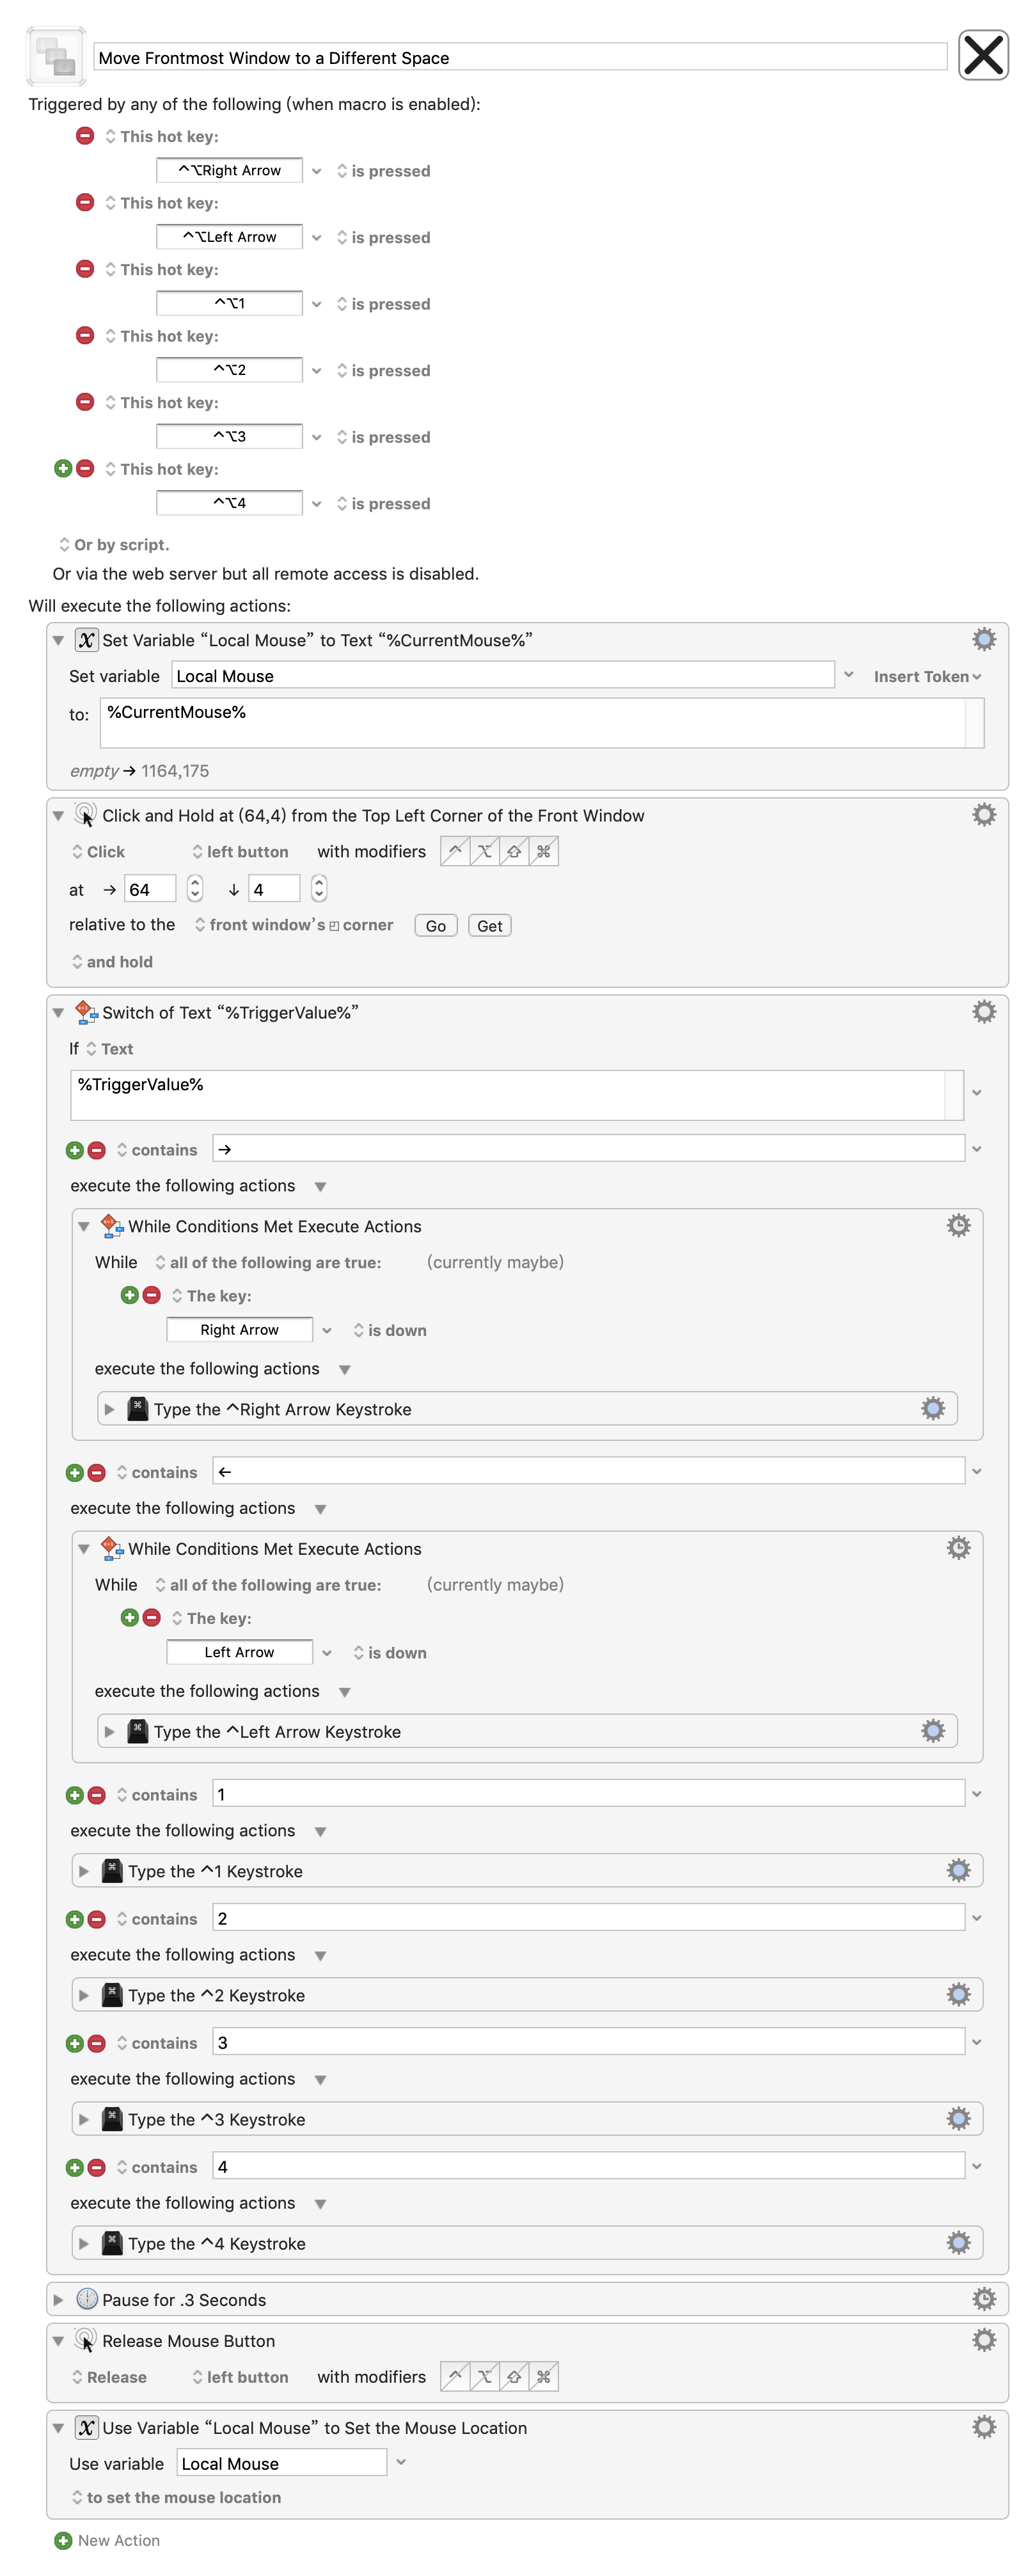 Move Frontmost Window to a Different Space
Triggered by any of the following (when macro is enabled):
This hot key:
^⌥Right Arrow is pressed
This hot key:
^⌥Left Arrow is pressed
This hot key:
^⌥1 is pressed
This hot key:
^⌥2 is pressed
This hot key:
^⌥3 is pressed
This hot key:
^⌥4 is pressed
Or by script.
Or via the web server but all remote access is disabled.
Will execute the following actions:
Set Variable “Local Mouse” to Text “%CurrentMouse%”
Set variable Local Mouse Insert Token
to: %CurrentMouse%
empty → 1164,175
Click and Hold at (64,4) from the Top Left Corner of the Front Window
Click left button with modifiers ^ ⌥ ⇧ ⌘
at → 64 ↓ 4
relative to the front window’s ◰ corner Go Get
and hold
Switch of Text “%TriggerValue%”
If Text
%TriggerValue%
contains →
execute the following actions
While Conditions Met Execute Actions
While all of the following are true: (currently maybe)
The key:
Right Arrow is down
execute the following actions
Type the ^Right Arrow Keystroke
contains ←
execute the following actions
While Conditions Met Execute Actions
While all of the following are true: (currently maybe)
The key:
Left Arrow is down
execute the following actions
Type the ^Left Arrow Keystroke
contains 1
execute the following actions
Type the ^1 Keystroke
contains 2
execute the following actions
Type the ^2 Keystroke
contains 3
execute the following actions
Type the ^3 Keystroke
contains 4
execute the following actions
Type the ^4 Keystroke
Pause for .3 Seconds
Release Mouse Button
Release left button with modifiers ^ ⌥ ⇧ ⌘
Use Variable “Local Mouse” to Set the Mouse Location
Use variable Local Mouse
to set the mouse location
New Action